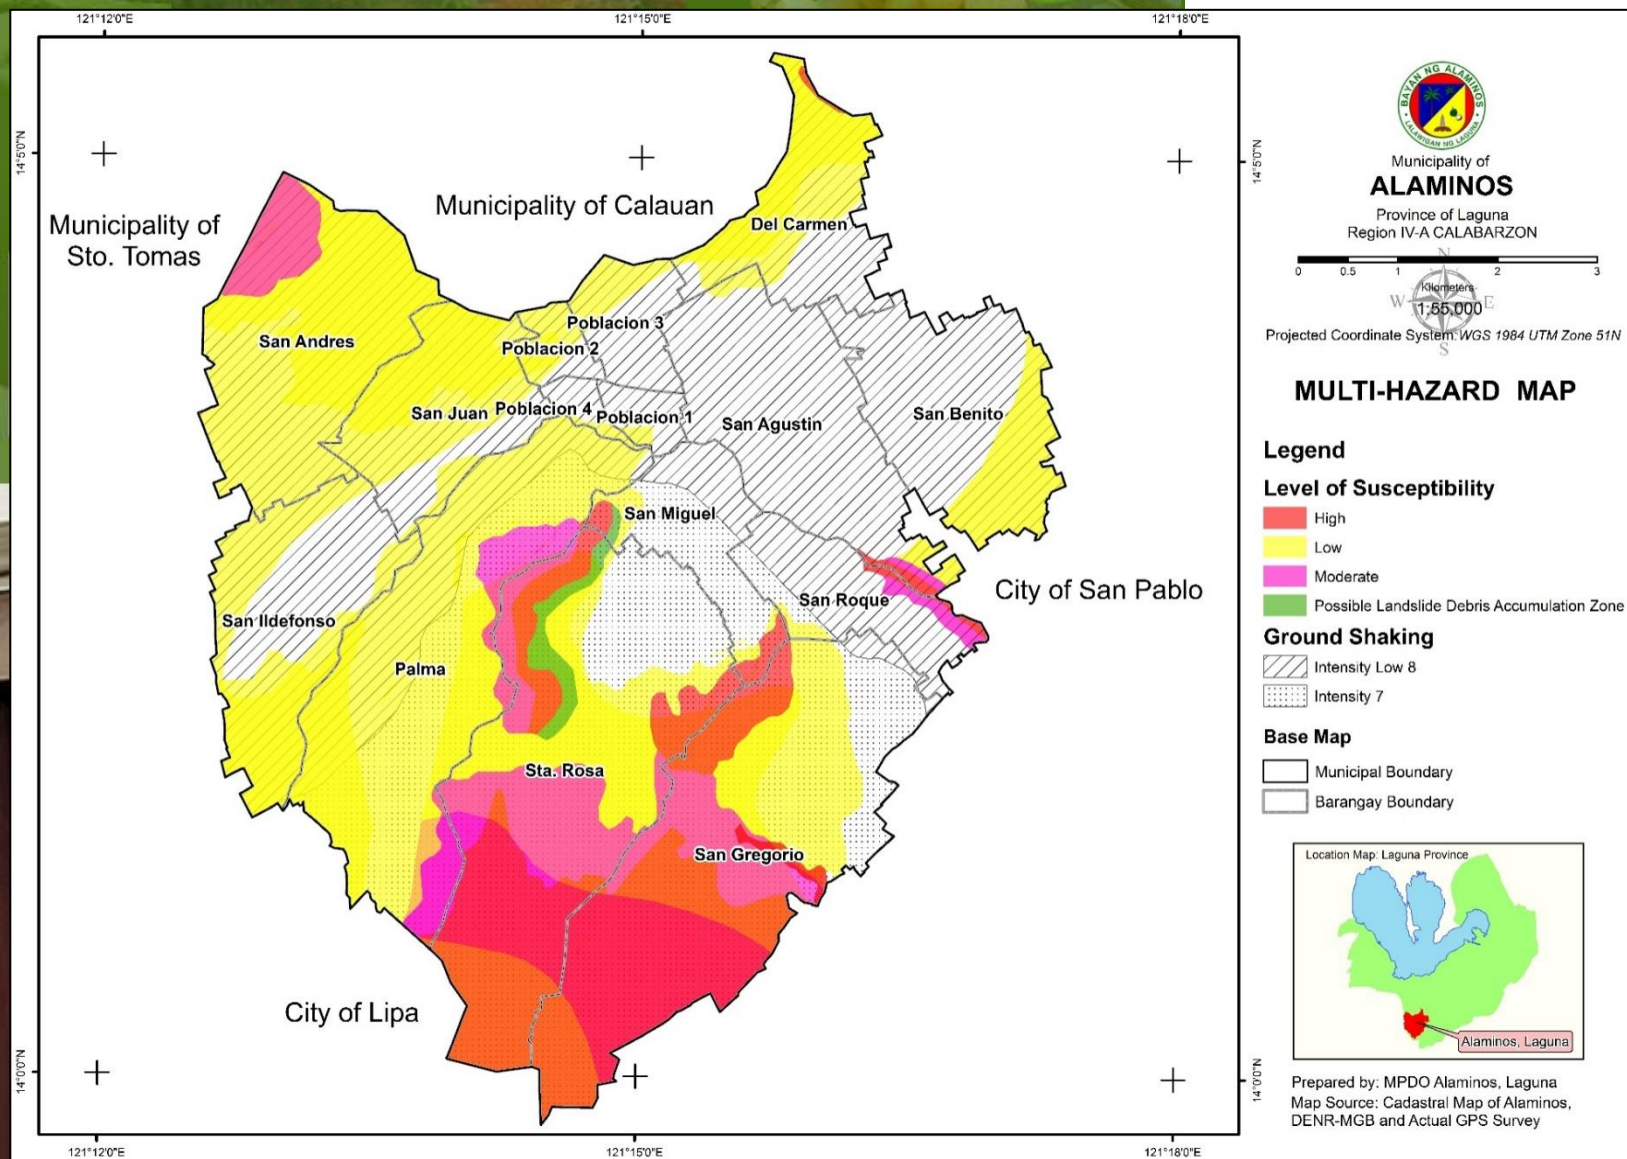 121°12'0"E
121°15'0"E
121°18'0"E
14°5'0"N
14°5'0"N
Municipality of Calauan
Municipality of
Sto. Tomas
Del Carmen
San Andres
Poblacion 3
Poblacion 2
San Juan
Poblacion 4
Poblacion 1
San Agustin
San Benito
San Miguel
City of San Pablo
San Roque
San Ildefonso
Palma
Sta. Rosa
San Gregorio
City of Lipa
14°0'0"N
14°0'0"N
121°12'0"E
121°15'0"E
121°18'0"E
BAYAN NG ALAMINOS
LALAWIGAN NG LAGUNA
Municipality of
ALAMINOS
Province of Laguna
Region IV-A CALABARZON
N
0 0.5 1 2 3
Kilometers
W E
1:55,000
Projected Coordinate System: WGS 1984 UTM Zone 51N
S
MULTI-HAZARD MAP
Legend
Level of Susceptibility
High
Low
Moderate
Possible Landslide Debris Accumulation Zone
Ground Shaking
Intensity Low 8
Intensity 7
Base Map
Municipal Boundary
Barangay Boundary
Location Map: Laguna Province
Alaminos, Laguna
Prepared by: MPDO Alaminos, Laguna
Map Source: Cadastral Map of Alaminos,
DENR-MGB and Actual GPS Survey